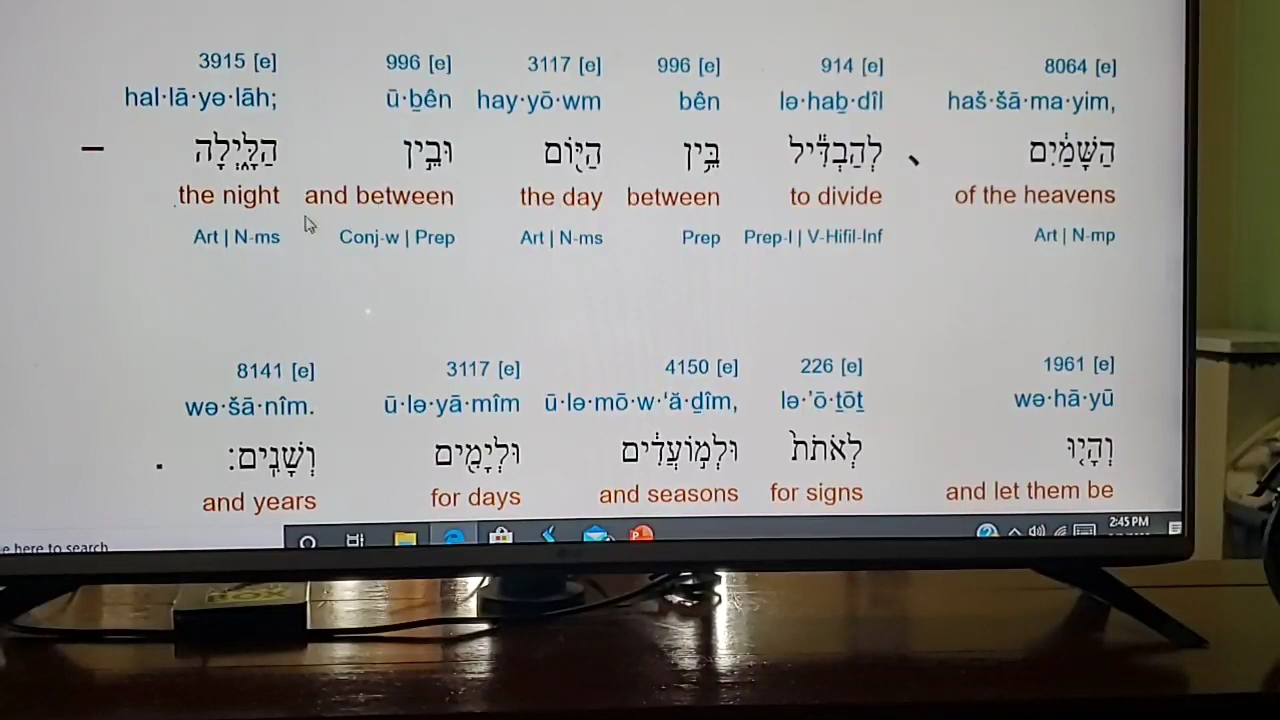 3915 [e] 996 [e] 3117 [e] 996 [e] 914 [e] 8064 [e]
hal·lā·yə·lāh; ū·ḇên hay·yō·wm bên lə·haḇ·dîl haš·šā·ma·yim,
הַשָּׁמַ֔יִם ، לְהַבְדִּ֕יל בֵּ֥ין הַיּ֖וֹם וּבֵ֣ין הַלָּ֑יְלָה –
the night and between the day between to divide of the heavens
Art | N-ms Conj-w | Prep Art | N-ms Prep Prep-l | V-Hifil-Inf Art | N-mp
8141 [e] 3117 [e] 4150 [e] 226 [e] 1961 [e]
wə·šā·nîm. ū·lə·yā·mîm ū·lə·mō·w·‘ă·ḏîm, lə·’ō·ṯōṯ wə·hā·yū
וְהָי֤וּ לְאֹתֹת֙ וּלְמ֣וֹעֲדִ֔ים וּלְיָמִ֖ים וְשָׁנִֽים׃ .
and years for days and seasons for signs and let them be
e here to search 2:45 PM